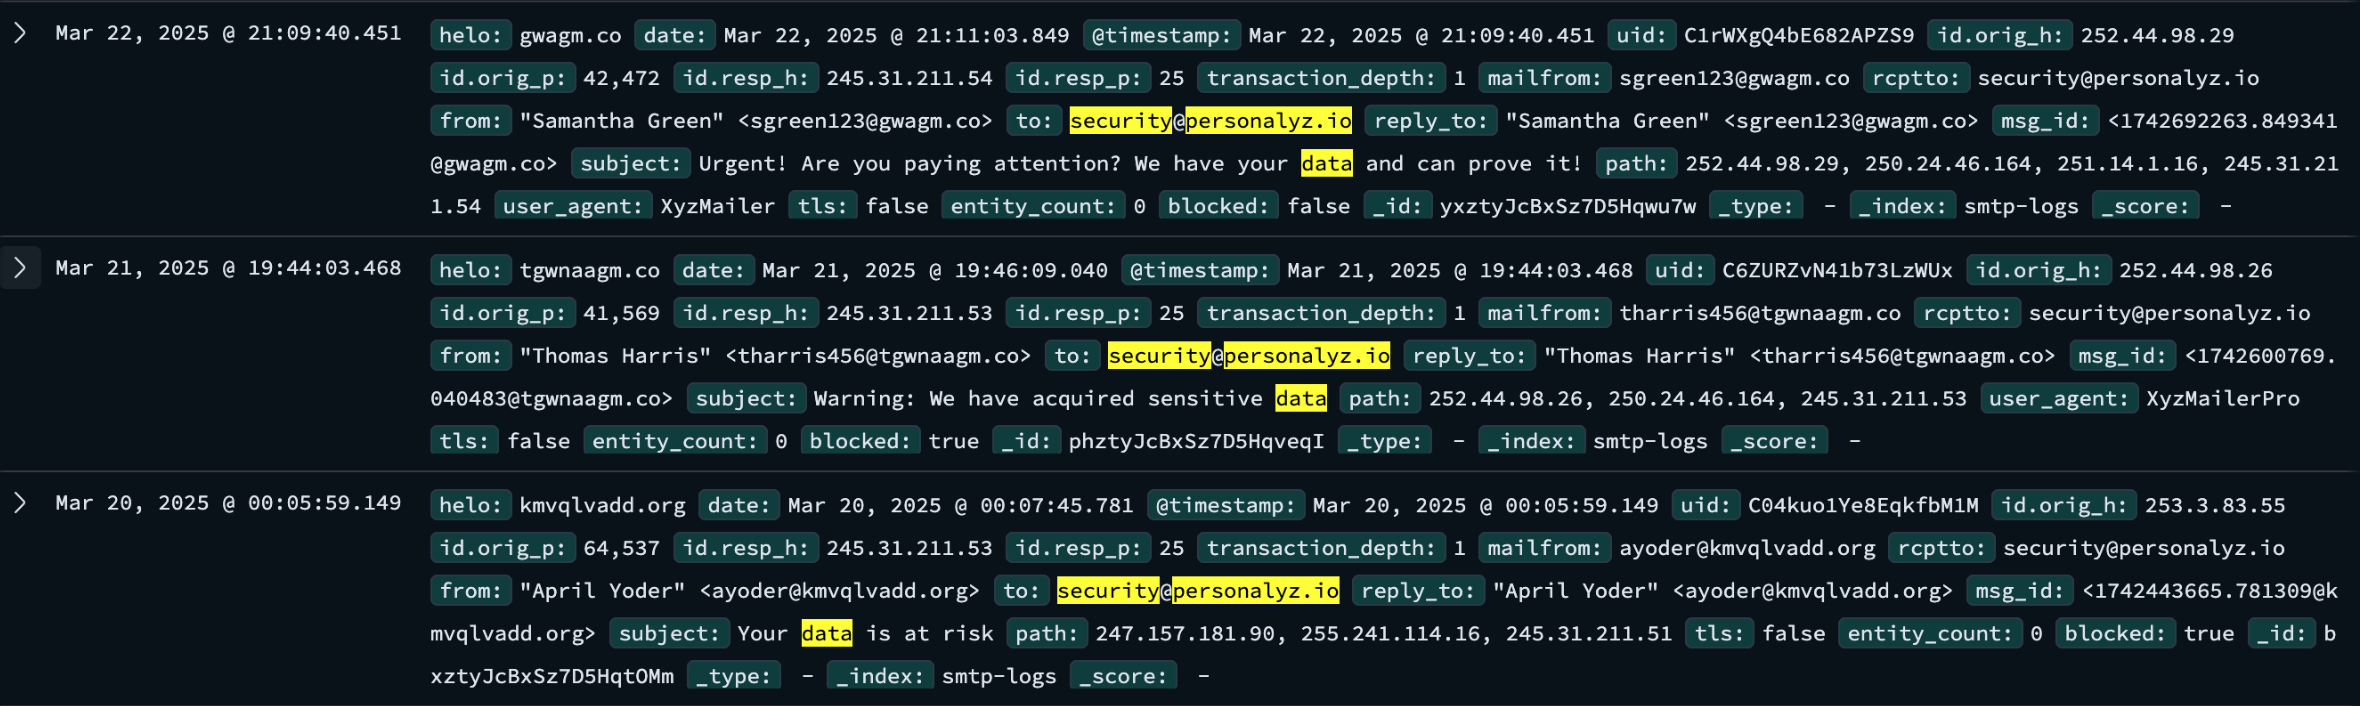 Mar 22, 2025 @ 21:09:40.451 helo: gwagm.co date: Mar 22, 2025 @ 21:11:03.849 @timestamp: Mar 22, 2025 @ 21:09:40.451 uid: C1rWXgQ4bE682APZS9 id.orig_h: 252.44.98.29
id.orig_p: 42,472 id.resp_h: 245.31.211.54 id.resp_p: 25 transaction_depth: 1 mailfrom: sgreen123@gwagm.co rcptto: security@personalyz.io
from: "Samantha Green" <sgreen123@gwagm.co> to: security@personalyz.io reply_to: "Samantha Green" <sgreen123@gwagm.co> msg_id: <1742692263.849341
@gwagm.co> subject: Urgent! Are you paying attention? We have your data and can prove it! path: 252.44.98.29, 250.24.46.164, 251.14.1.16, 245.31.21
1.54 user_agent: XyzMailer tls: false entity_count: 0 blocked: false _id: yxztyJcBxSz7D5Hqwu7w _type: - _index: smtp-logs _score: -
Mar 21, 2025 @ 19:44:03.468 helo: tgwnaagm.co date: Mar 21, 2025 @ 19:46:09.040 @timestamp: Mar 21, 2025 @ 19:44:03.468 uid: C6ZURZvN41b73LzWUx id.orig_h: 252.44.98.26
id.orig_p: 41,569 id.resp_h: 245.31.211.53 id.resp_p: 25 transaction_depth: 1 mailfrom: tharris456@tgwnaagm.co rcptto: security@personalyz.io
from: "Thomas Harris" <tharris456@tgwnaagm.co> to: security@personalyz.io reply_to: "Thomas Harris" <tharris456@tgwnaagm.co> msg_id: <1742600769.
040483@tgwnaagm.co> subject: Warning: We have acquired sensitive data path: 252.44.98.26, 250.24.46.164, 245.31.211.53 user_agent: XyzMailerPro
tls: false entity_count: 0 blocked: true _id: phztyJcBxSz7D5HqveqI _type: - _index: smtp-logs _score: -
Mar 20, 2025 @ 00:05:59.149 helo: kmvqlvadd.org date: Mar 20, 2025 @ 00:07:45.781 @timestamp: Mar 20, 2025 @ 00:05:59.149 uid: C04kuo1Ye8EqkfbM1M id.orig_h: 253.3.83.55
id.orig_p: 64,537 id.resp_h: 245.31.211.53 id.resp_p: 25 transaction_depth: 1 mailfrom: ayoder@kmvqlvadd.org rcptto: security@personalyz.io
from: "April Yoder" <ayoder@kmvqlvadd.org> to: security@personalyz.io reply_to: "April Yoder" <ayoder@kmvqlvadd.org> msg_id: <1742443665.781309@k
mvqlvadd.org> subject: Your data is at risk path: 247.157.181.90, 255.241.114.16, 245.31.211.51 tls: false entity_count: 0 blocked: true _id: b
xztyJcBxSz7D5HqtOMm _type: - _index: smtp-logs _score: -